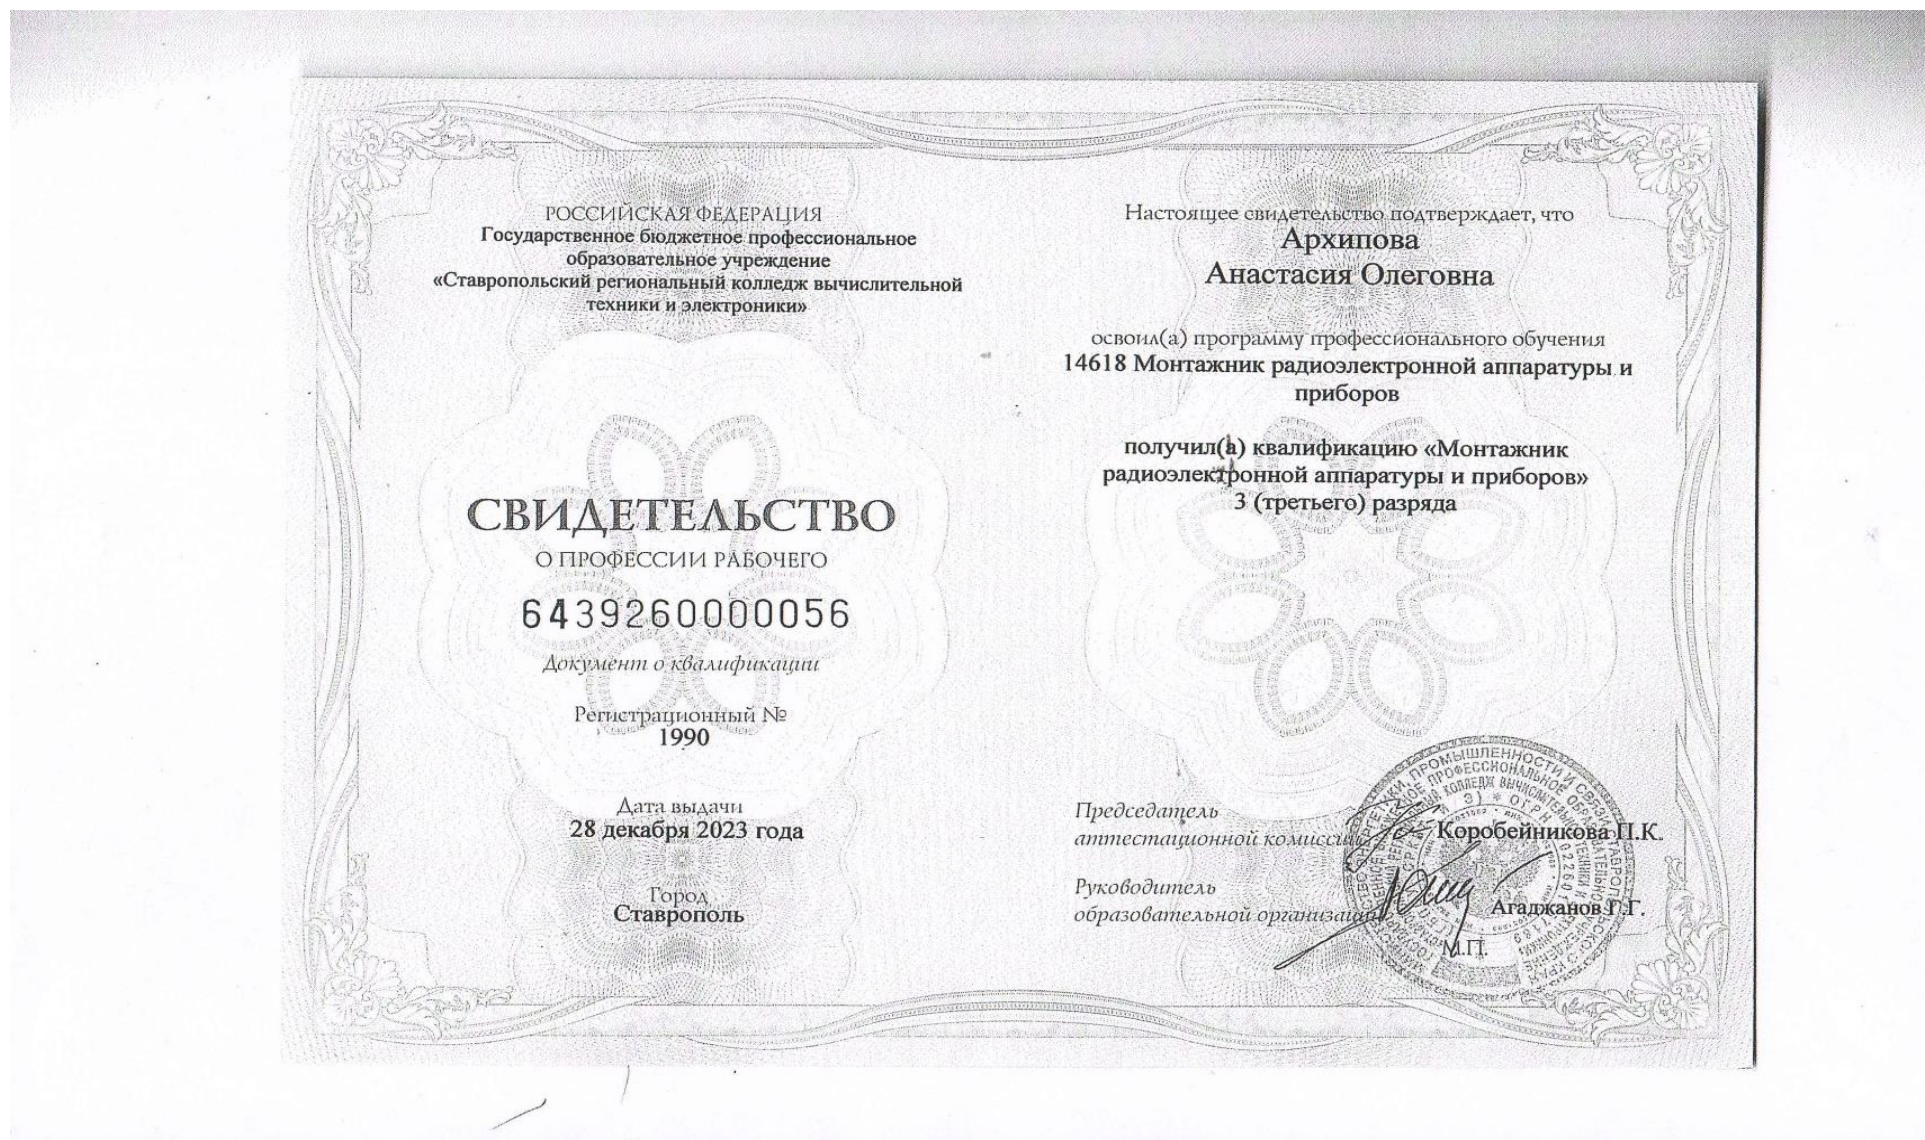 РОССИЙСКАЯ ФЕДЕРАЦИЯ
Государственное бюджетное профессиональное
образовательное учреждение
«Ставропольский региональный колледж вычислительной
техники и электроники»
СВИДЕТЕЛЬСТВО
О ПРОФЕССИИ РАБОЧЕГО
6439260000056
Документ о квалификации
Регистрационный №
1990
Дата выдачи
28 декабря 2023 года
Город
Ставрополь
Настоящее свидетельство подтверждает, что
Архипова
Анастасия Олеговна
освоил(а) программу профессионального обучения
14618 Монтажник радиоэлектронной аппаратуры и
приборов
получил(а) квалификацию «Монтажник
радиоэлектронной аппаратуры и приборов»
3 (третьего) разряда
Председатель
аттестационной комиссии
Коробейникова П.К.
Руководитель
образовательной организации
Агаджанов Г.Г.
М.П.